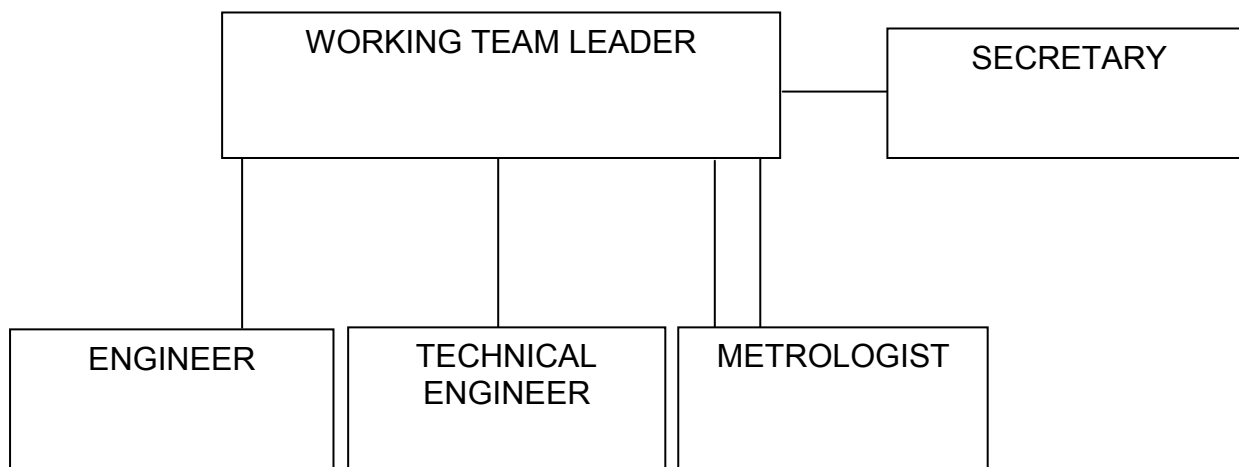 WORKING TEAM LEADER
SECRETARY
ENGINEER
TECHNICAL
ENGINEER
METROLOGIST